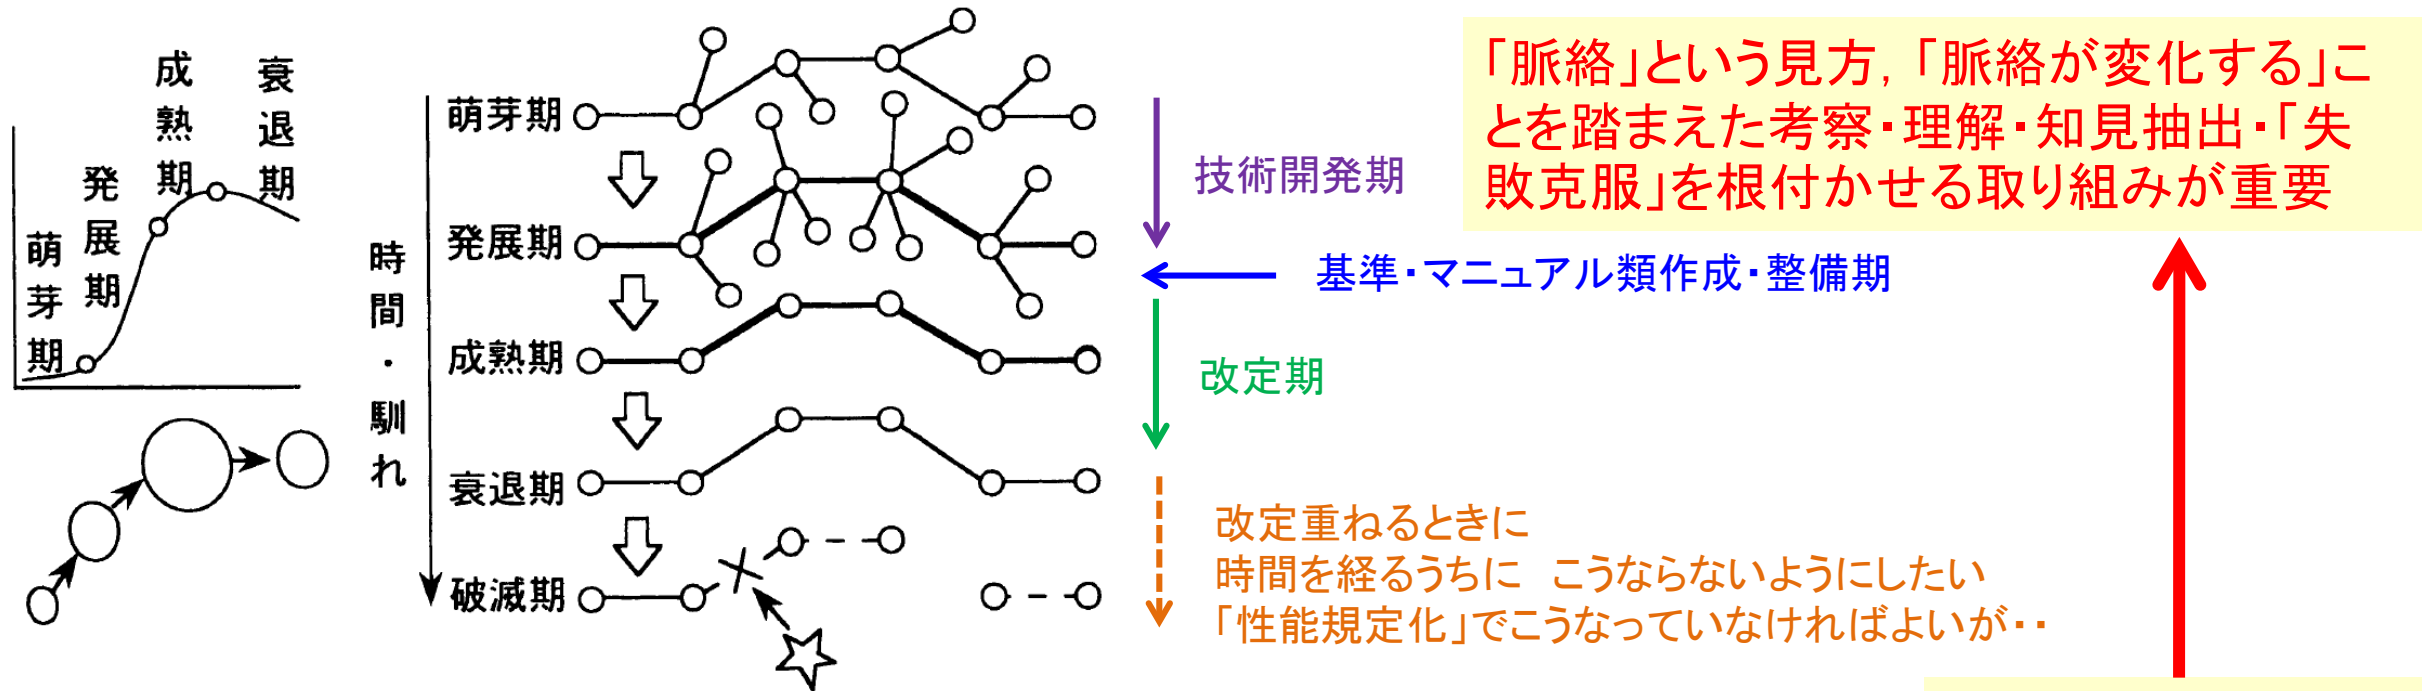 萌芽期
発展期
成熟期
衰退期
時間・馴れ
萌芽期
発展期
成熟期
衰退期
破滅期
技術開発期
基準・マニュアル類作成・整備期
改定期
改定重ねるときに
時間を経るうちに こうならないようにしたい
「性能規定化」でこうなっていなければよいが・・
「脈絡」という見方,「脈絡が変化する」こ
とを踏まえた考察・理解・知見抽出・「失
敗克服」を根付かせる取り組みが重要